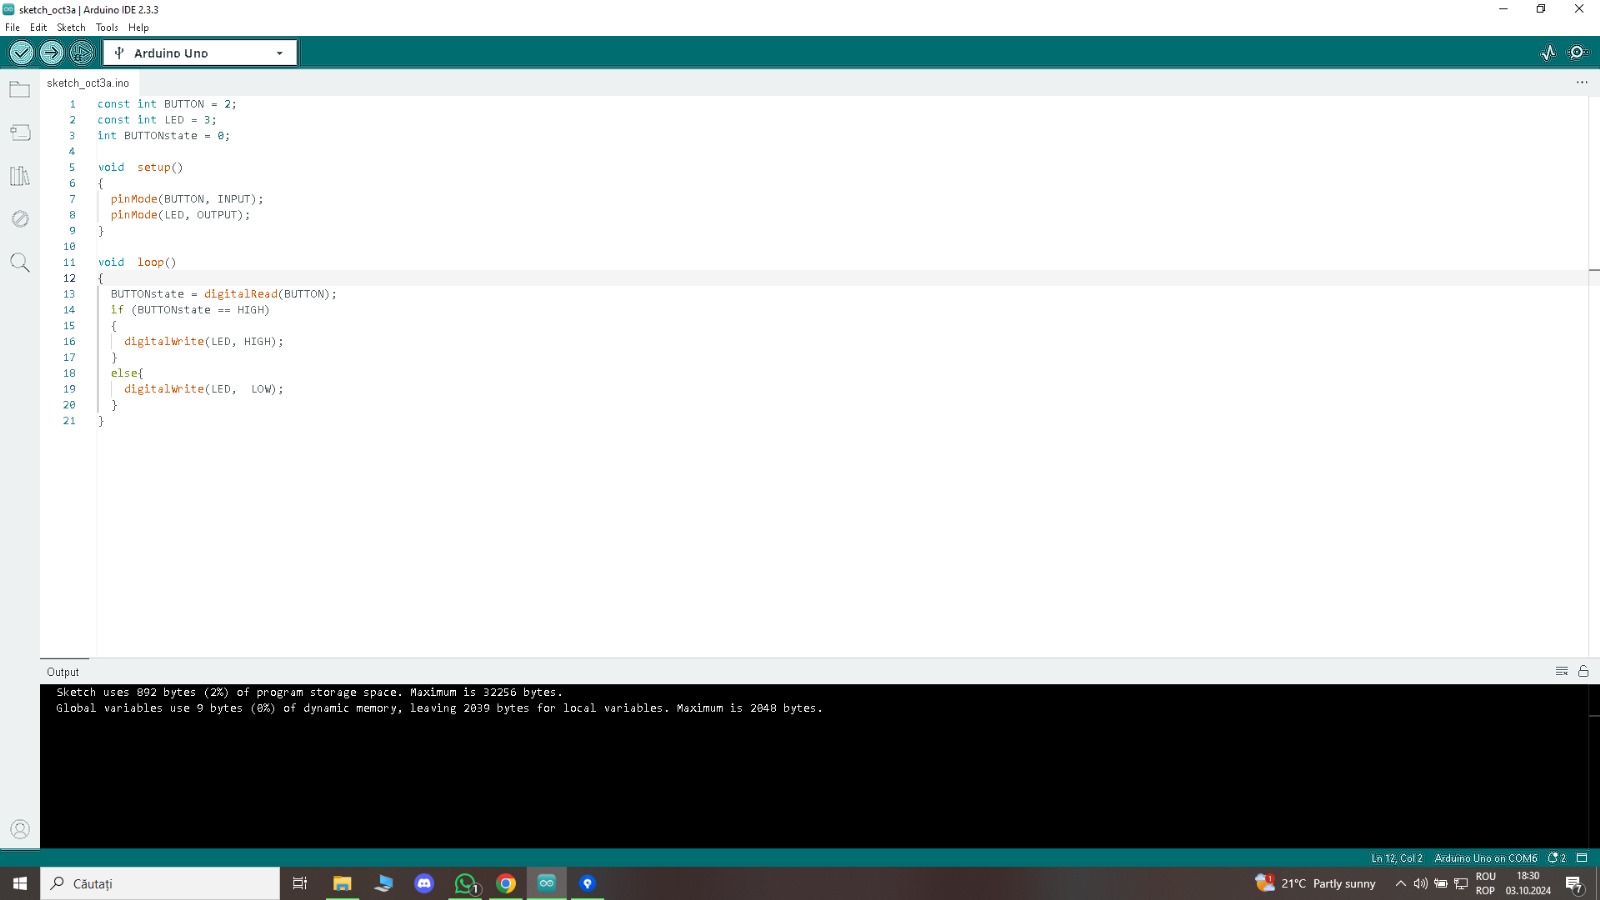 sketch_oct3a | Arduino IDE 2.3.3
File Edit Sketch Tools Help
Arduino Uno
sketch_oct3a.ino
1 const int BUTTON = 2;
2 const int LED = 3;
3 int BUTTONstate = 0;
4
5 void  setup()
6 {
7   pinMode(BUTTON, INPUT);
8   pinMode(LED, OUTPUT);
9 }
10
11 void  loop()
12 {
13   BUTTONstate = digitalRead(BUTTON);
14   if (BUTTONstate == HIGH)
15   {
16     digitalWrite(LED, HIGH);
17   }
18   else{
19     digitalWrite(LED,  LOW);
20   }
21 }
Output
Sketch uses 892 bytes (2%) of program storage space. Maximum is 32256 bytes.
Global variables use 9 bytes (0%) of dynamic memory, leaving 2039 bytes for local variables. Maximum is 2048 bytes.
Ln 12, Col 2 Arduino Uno on COM6 2
Căutați
1
1
21°C Partly sunny
ROU
ROP
18:30
03.10.2024
7